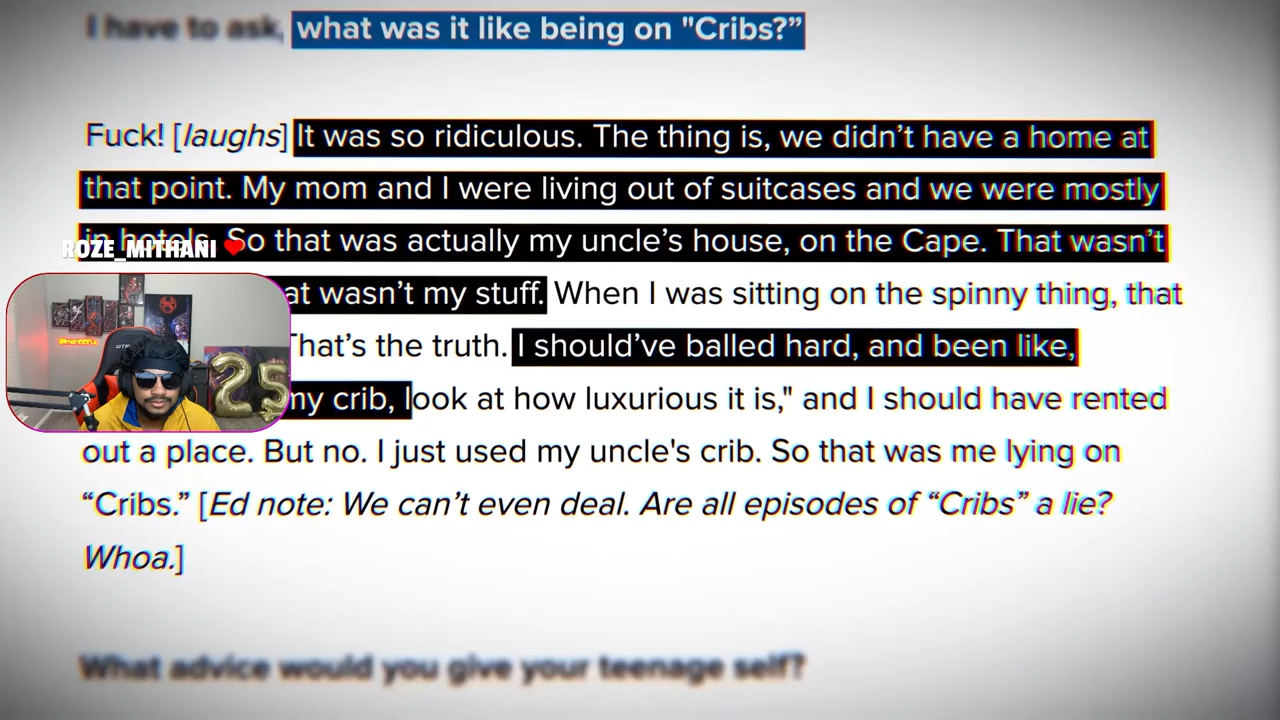 I have to ask, what was it like being on "Cribs?”
Fuck! [laughs] It was so ridiculous. The thing is, we didn’t have a home at
that point. My mom and I were living out of suitcases and we were mostly
in hotels. So that was actually my uncle’s house, on the Cape. That wasn’t
ROZE_MITHANI
at wasn’t my stuff. When I was sitting on the spinny thing, that
That’s the truth. I should’ve balled hard, and been like,
my crib, look at how luxurious it is," and I should have rented
25
out a place. But no. I just used my uncle's crib. So that was me lying on
“Cribs.” [Ed note: We can’t even deal. Are all episodes of “Cribs” a lie?
Whoa.]
What advice would you give your teenage self?